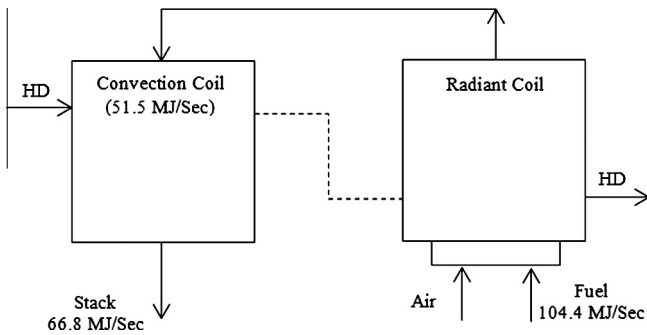 HD
Convection Coil
(51.5 MJ/Sec)
Radiant Coil
HD
Stack
66.8 MJ/Sec
Air
Fuel
104.4 MJ/Sec